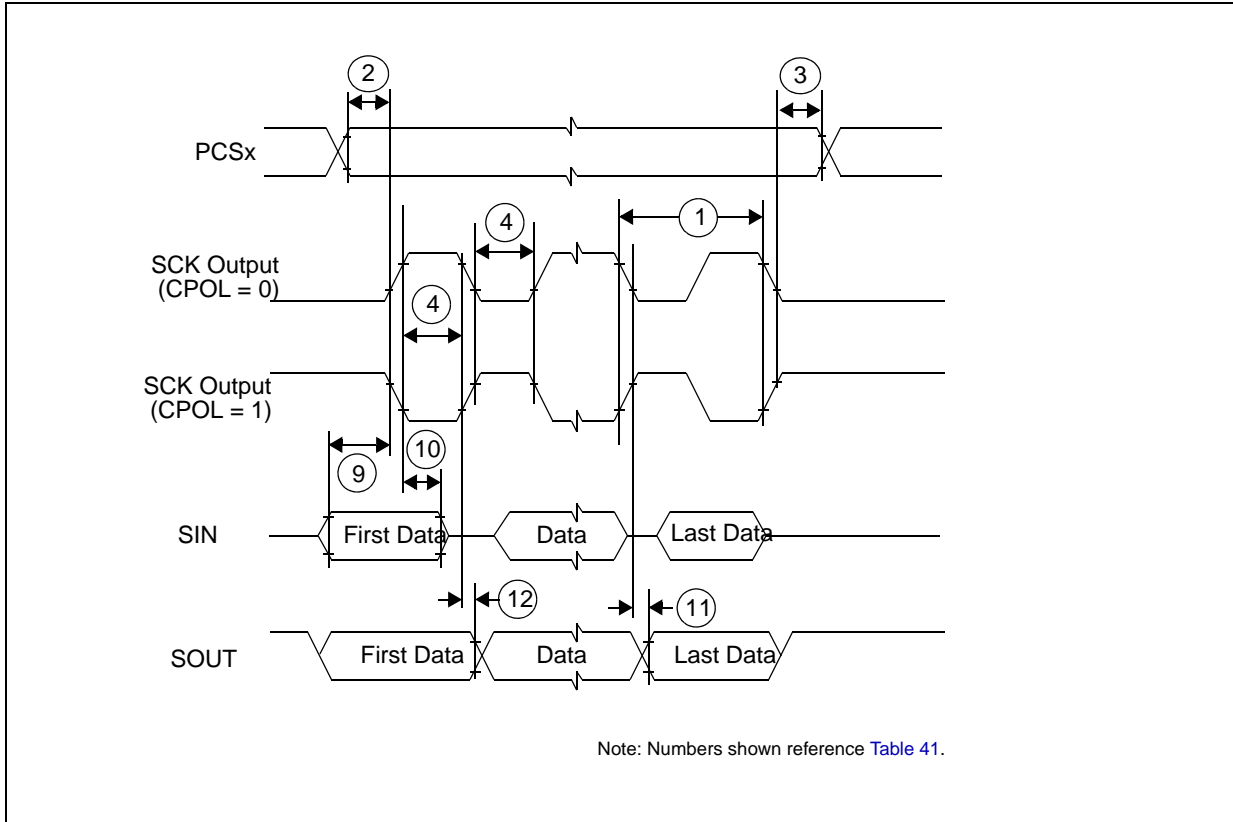 2
3
PCSx
4
1
SCK Output
(CPOL = 0)
4
SCK Output
(CPOL = 1)
10
9
SIN
First Data
Data
Last Data
12
11
SOUT
First Data
Data
Last Data
Note: Numbers shown reference Table 41.